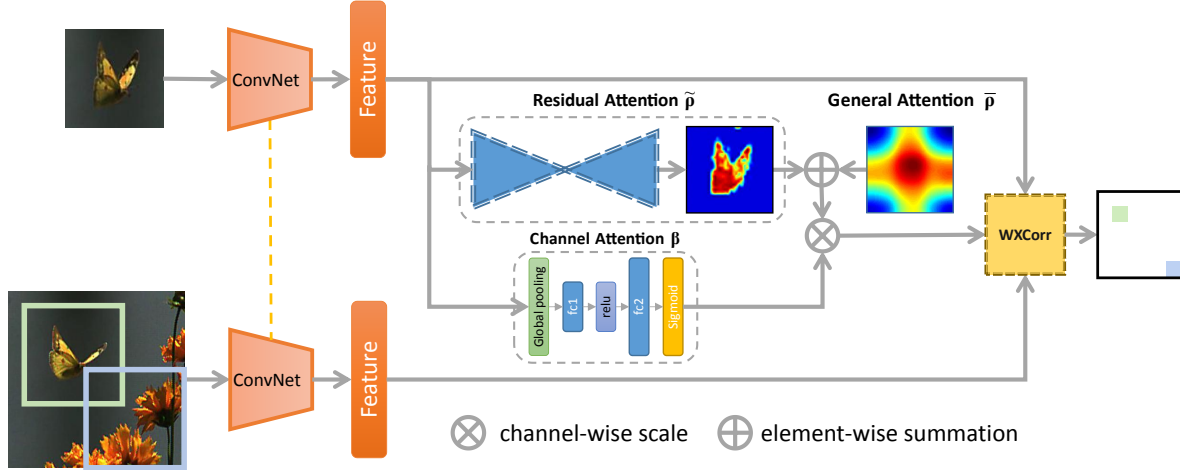 ConvNet
Feature
Residual Attention ρ̃
General Attention ρ̄
Channel Attention β
Global pooling
fc1
relu
fc2
Sigmoid
WXCorr
ConvNet
Feature
channel-wise scale
element-wise summation